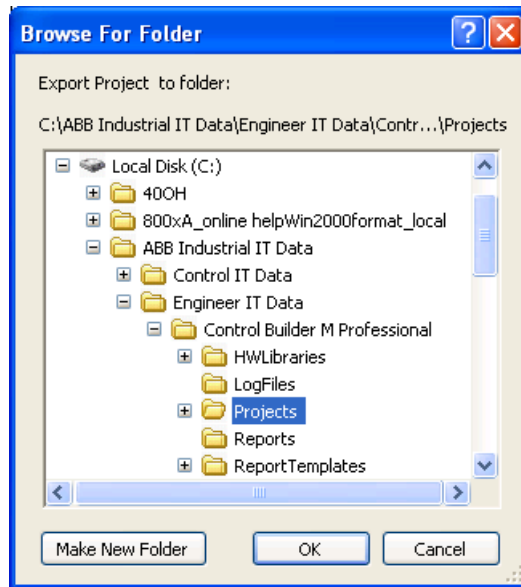 Browse For Folder
Export Project to folder:
C:\ABB Industrial IT Data\Engineer IT Data\Contr...\Projects
Local Disk (C:)
40OH
800xA_online helpWin2000format_local
ABB Industrial IT Data
Control IT Data
Engineer IT Data
Control Builder M Professional
HWLibraries
LogFiles
Projects
Reports
ReportTemplates
Make New Folder OK Cancel